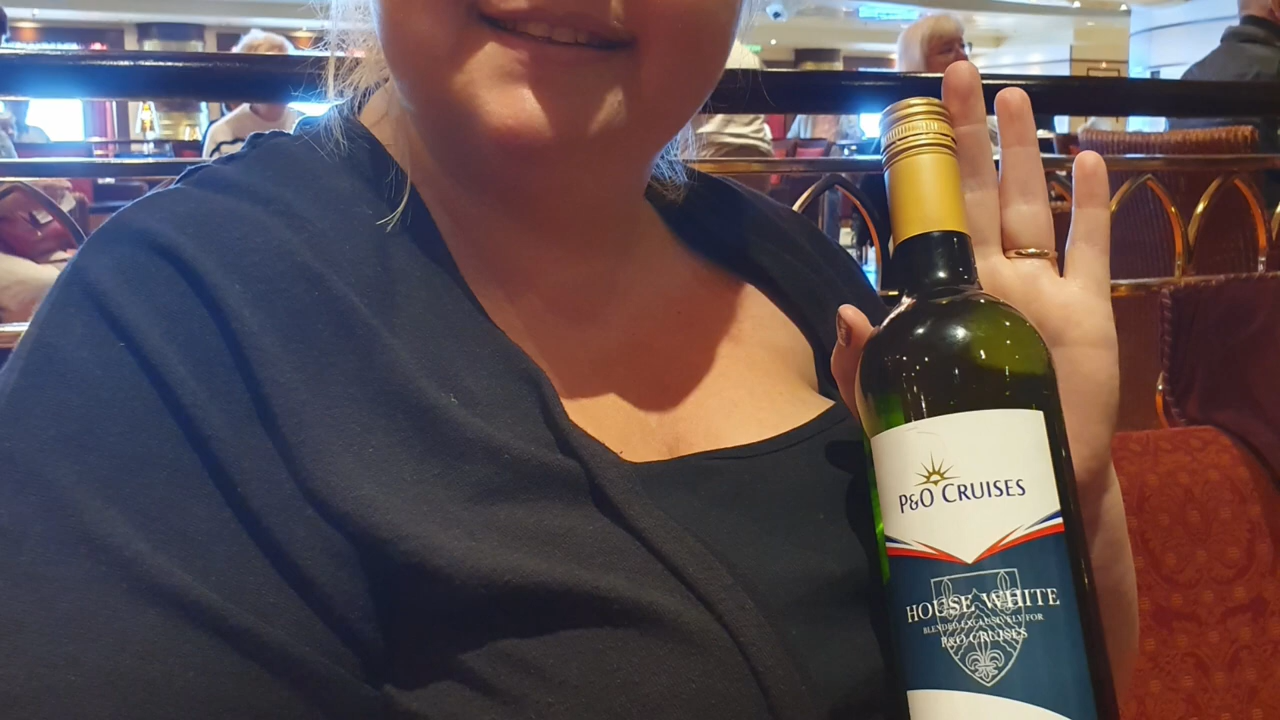 P&O CRUISES
HOUSE WHITE
BLENDED EXCLUSIVELY FOR
P&O CRUISES